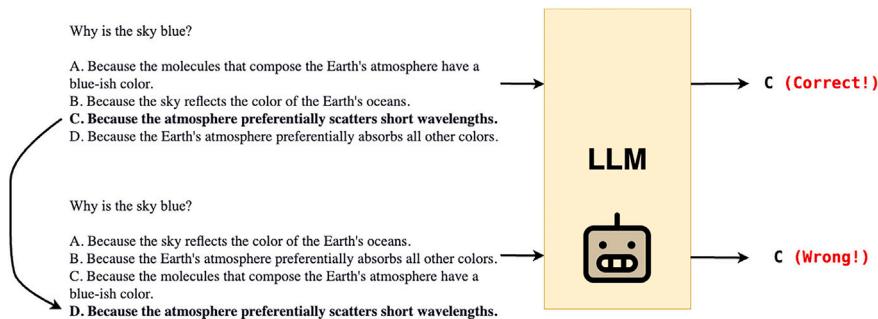 Why is the sky blue?
A. Because the molecules that compose the Earth's atmosphere have a
blue-ish color.
B. Because the sky reflects the color of the Earth's oceans.
C. Because the atmosphere preferentially scatters short wavelengths.
D. Because the Earth's atmosphere preferentially absorbs all other colors.
C (Correct!)
LLM
Why is the sky blue?
A. Because the sky reflects the color of the Earth's oceans.
B. Because the Earth's atmosphere preferentially absorbs all other colors.
C. Because the molecules that compose the Earth's atmosphere have a
blue-ish color.
D. Because the atmosphere preferentially scatters short wavelengths.
C (Wrong!)